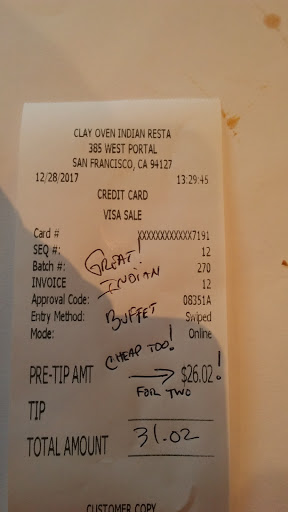 CLAY OVEN INDIAN RESTA
385 WEST PORTAL
SAN FRANCISCO, CA 94127
12/28/2017 13:29:45
CREDIT CARD
VISA SALE
Card # XXXXXXXXXXXX7191
SEQ #: 12
Batch #: 270
INVOICE 12
Approval Code: 08351A
Entry Method: Swiped
Mode: Online
GREAT!
INDIAN
BUFFET
CHEAP TOO!
PRE-TIP AMT → $26.02!
FOR TWO
TIP
TOTAL AMOUNT 31.02
CUSTOMER COPY